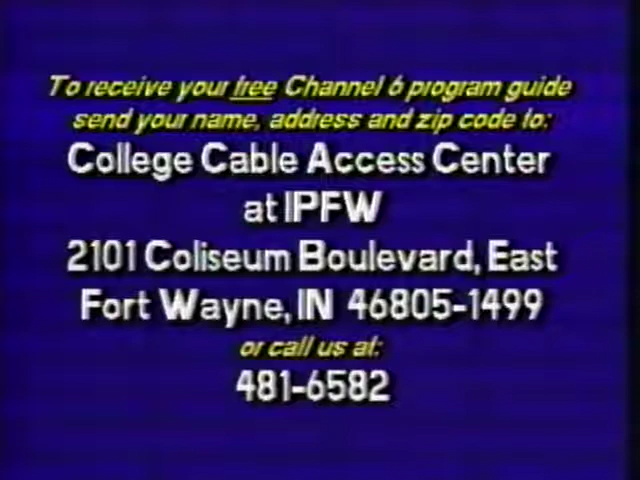 To receive your free Channel 6 program guide
send your name, address and zip code to:
College Cable Access Center
at IPFW
2101 Coliseum Boulevard, East
Fort Wayne, IN 46805-1499
or call us at:
481-6582